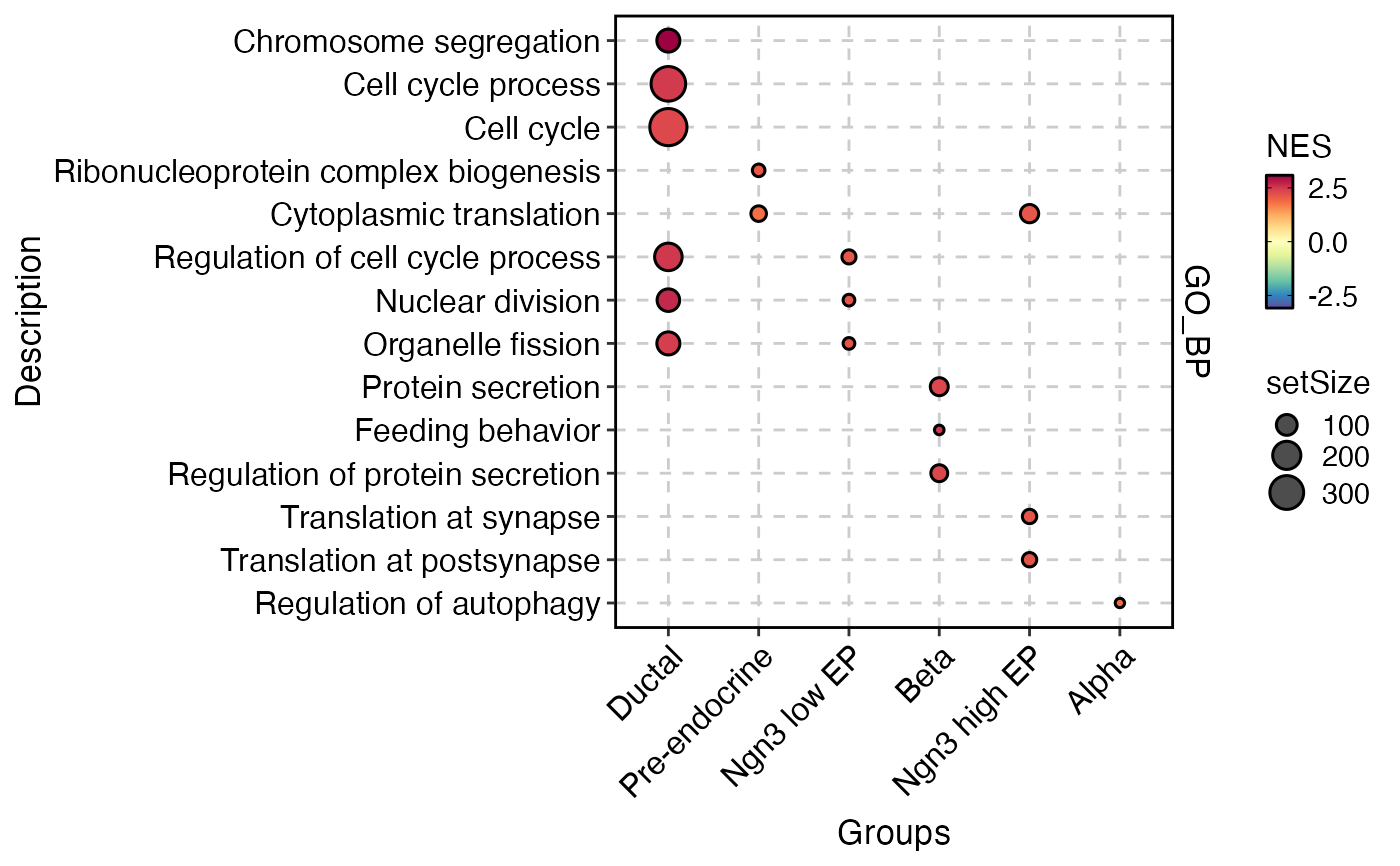 Chromosome segregation
Cell cycle process
Cell cycle
Ribonucleoprotein complex biogenesis
Cytoplasmic translation
Regulation of cell cycle process
Nuclear division
Organelle fission
Protein secretion
Feeding behavior
Regulation of protein secretion
Translation at synapse
Translation at postsynapse
Regulation of autophagy
Description
Ductal
Pre-endocrine
Ngn3 low EP
Beta
Ngn3 high EP
Alpha
Groups
GO_BP
NES
2.5
0.0
-2.5
setSize
100
200
300